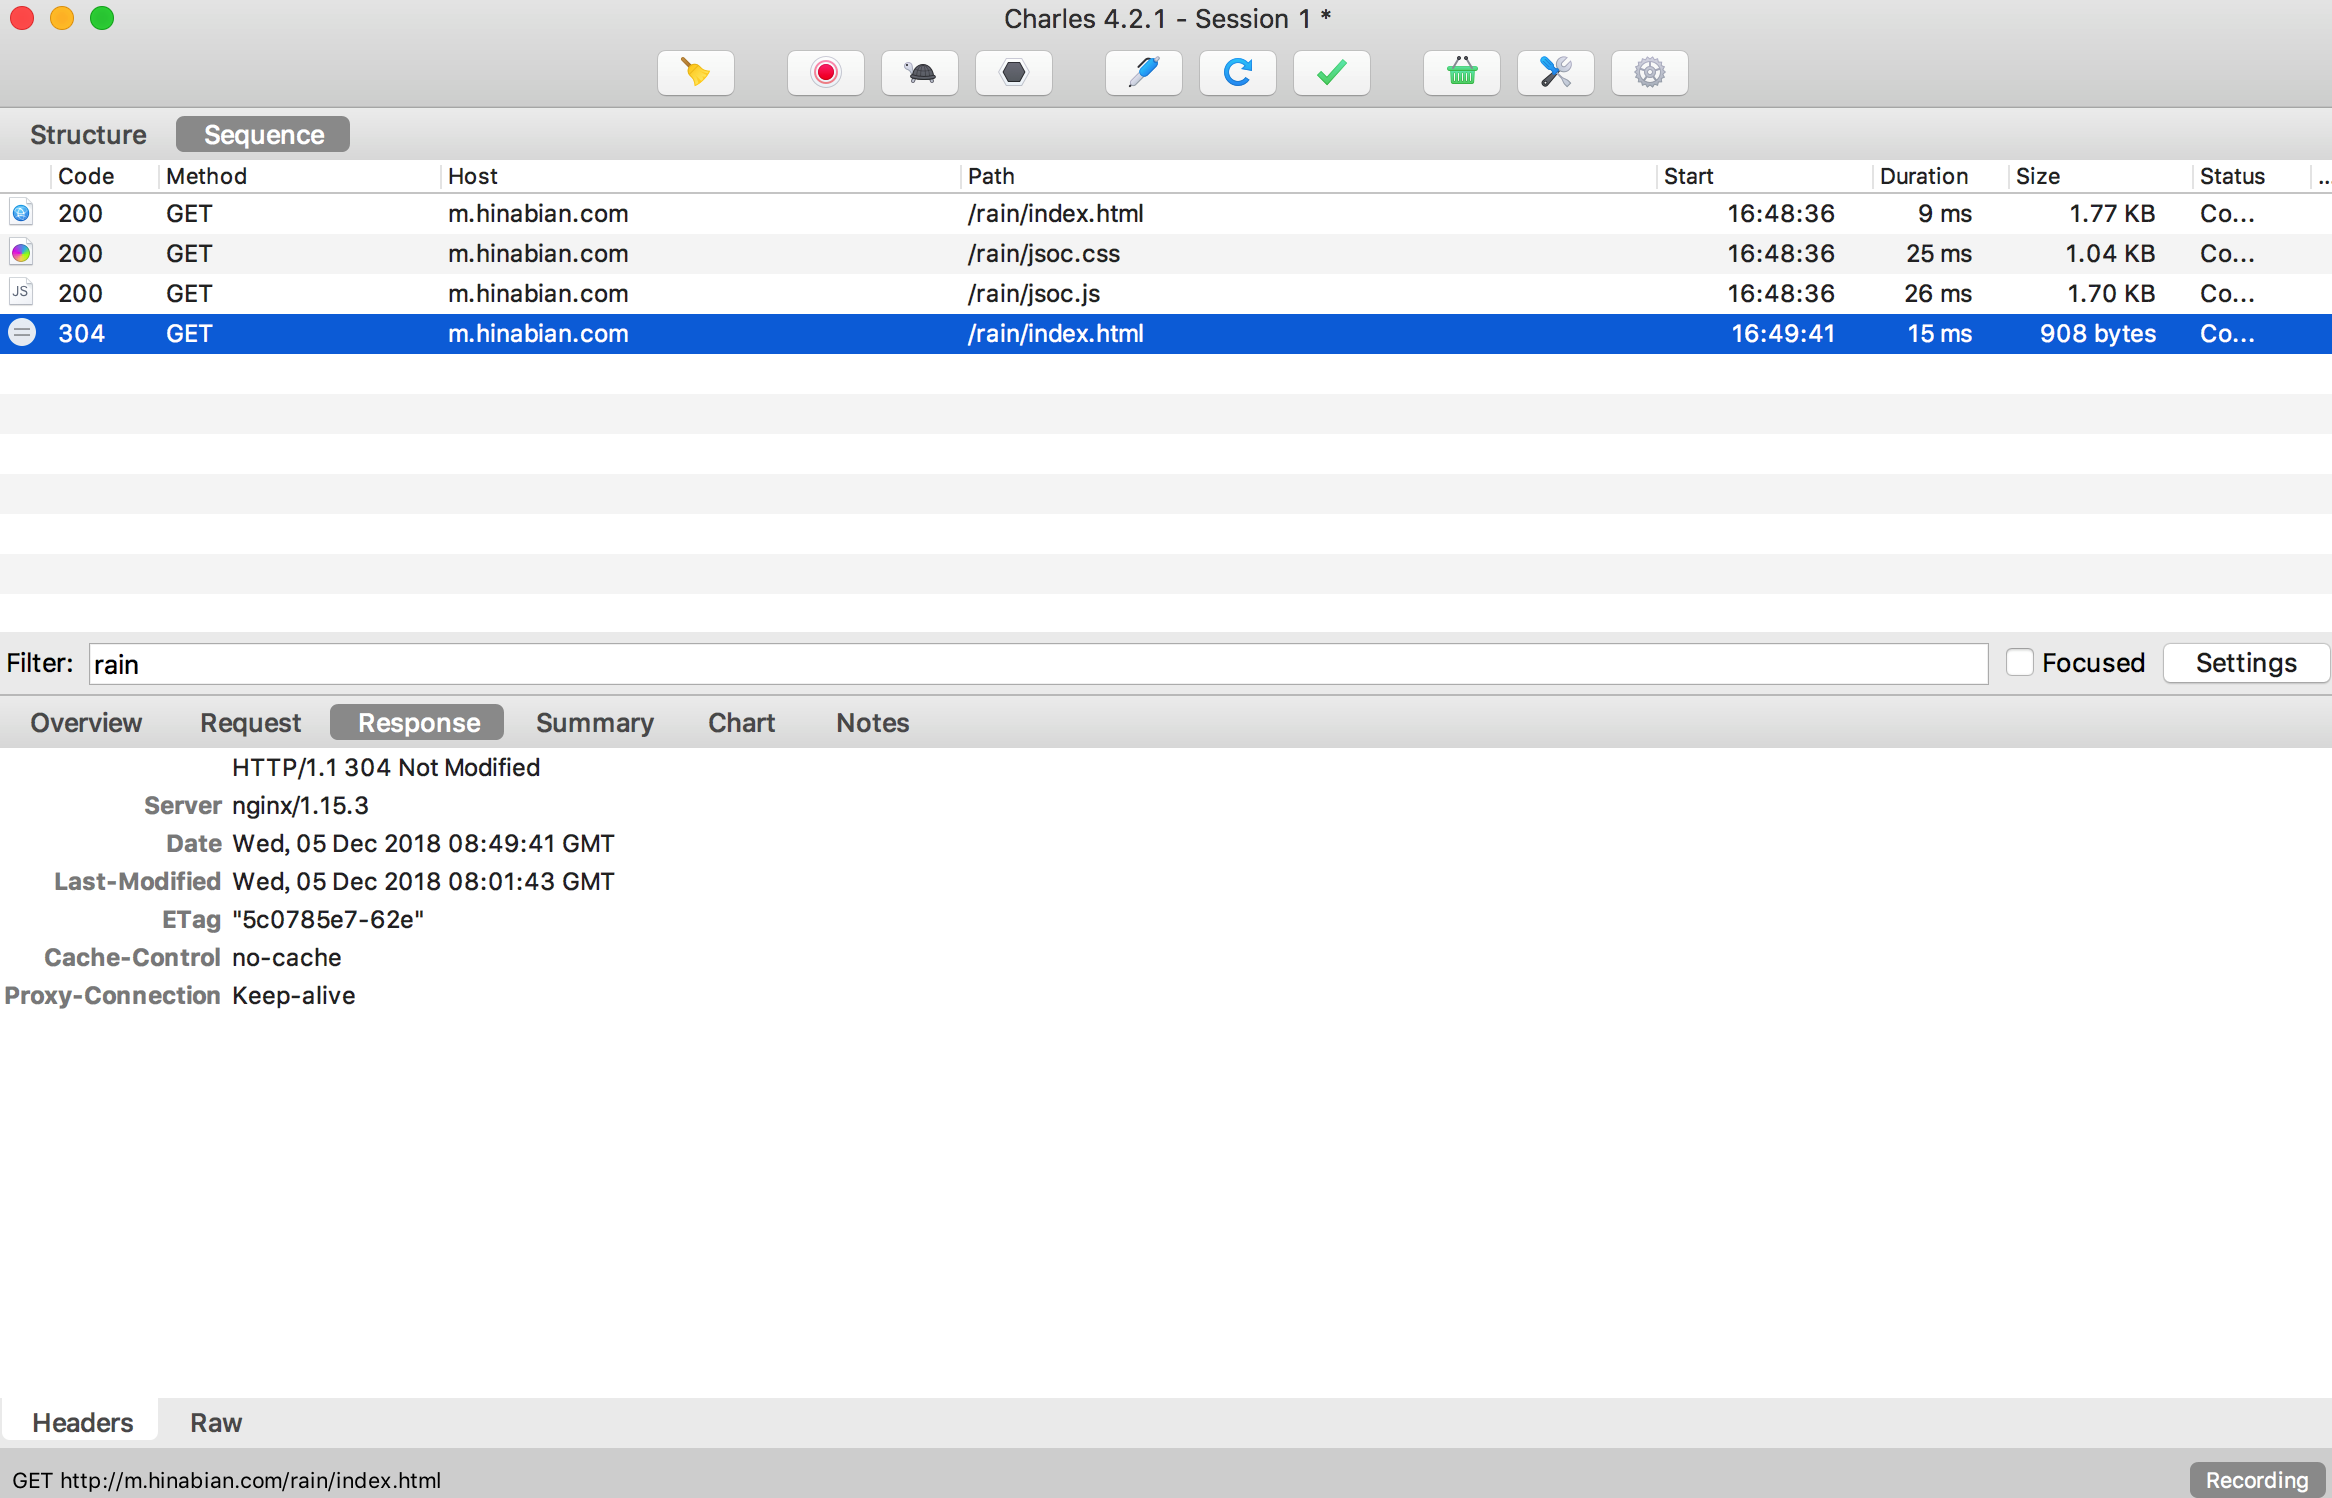 Charles 4.2.1 - Session 1 *
Structure Sequence
Code Method Host Path Start Duration Size Status ...
200 GET m.hinabian.com /rain/index.html 16:48:36 9 ms 1.77 KB Co...
200 GET m.hinabian.com /rain/jsoc.css 16:48:36 25 ms 1.04 KB Co...
JS 200 GET m.hinabian.com /rain/jsoc.js 16:48:36 26 ms 1.70 KB Co...
304 GET m.hinabian.com /rain/index.html 16:49:41 15 ms 908 bytes Co...
Filter: rain Focused Settings
Overview Request Response Summary Chart Notes
HTTP/1.1 304 Not Modified
Server nginx/1.15.3
Date Wed, 05 Dec 2018 08:49:41 GMT
Last-Modified Wed, 05 Dec 2018 08:01:43 GMT
ETag "5c0785e7-62e"
Cache-Control no-cache
Proxy-Connection Keep-alive
Headers Raw
GET http://m.hinabian.com/rain/index.html Recording